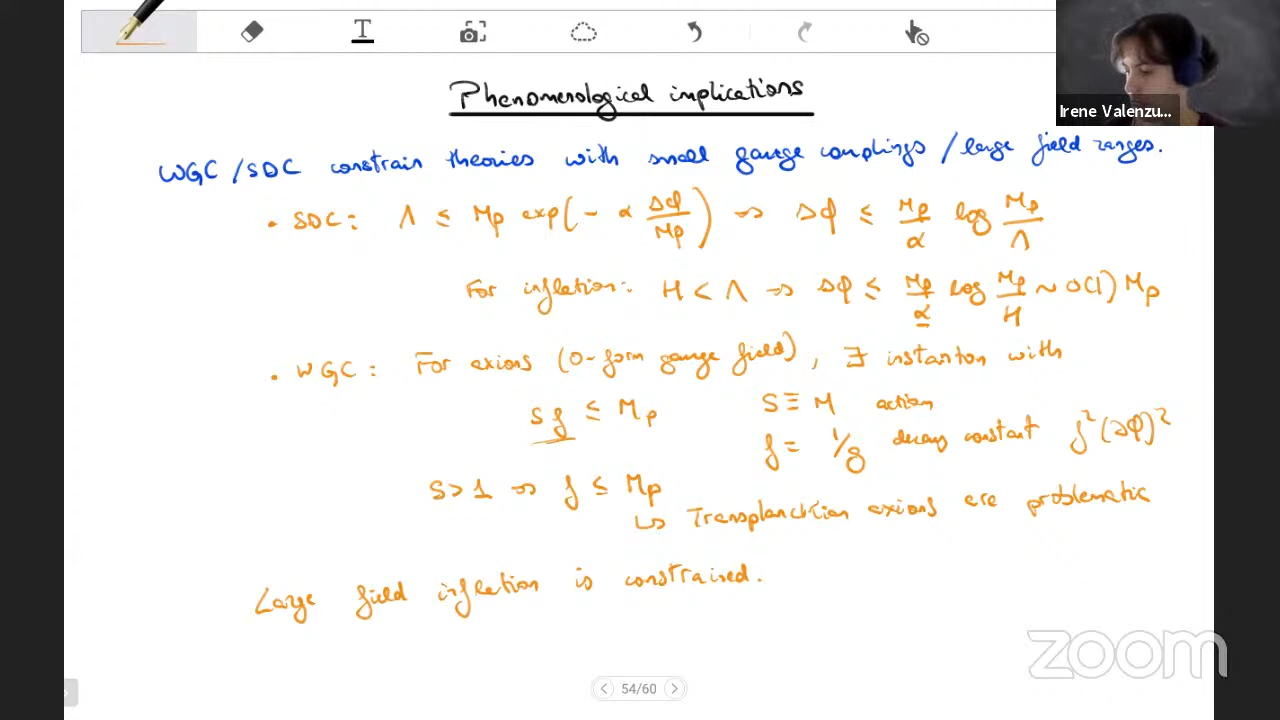 T
Irene Valenzu...
Phenomenological implications
WGC/SDC constrain theories with small gauge couplings / large field ranges.
• SDC: Λ ≤ Mp exp(- α Δφ/Mp) ⇝ Δφ ≤ Mp/α log Mp/Λ
For inflation: H < Λ ⇝ Δφ ≤ Mp/α log Mp/H ~ O(1) Mp
• WGC: For axions (0-form gauge field), ∃ instanton with
Sf ≤ Mp S ≡ M action
f = 1/g decay constant f²(∂φ)²
S > 1 ⇝ f ≤ Mp
↳ Transplanckian axions are problematic
Large field inflation is constrained.
zoom
54/60